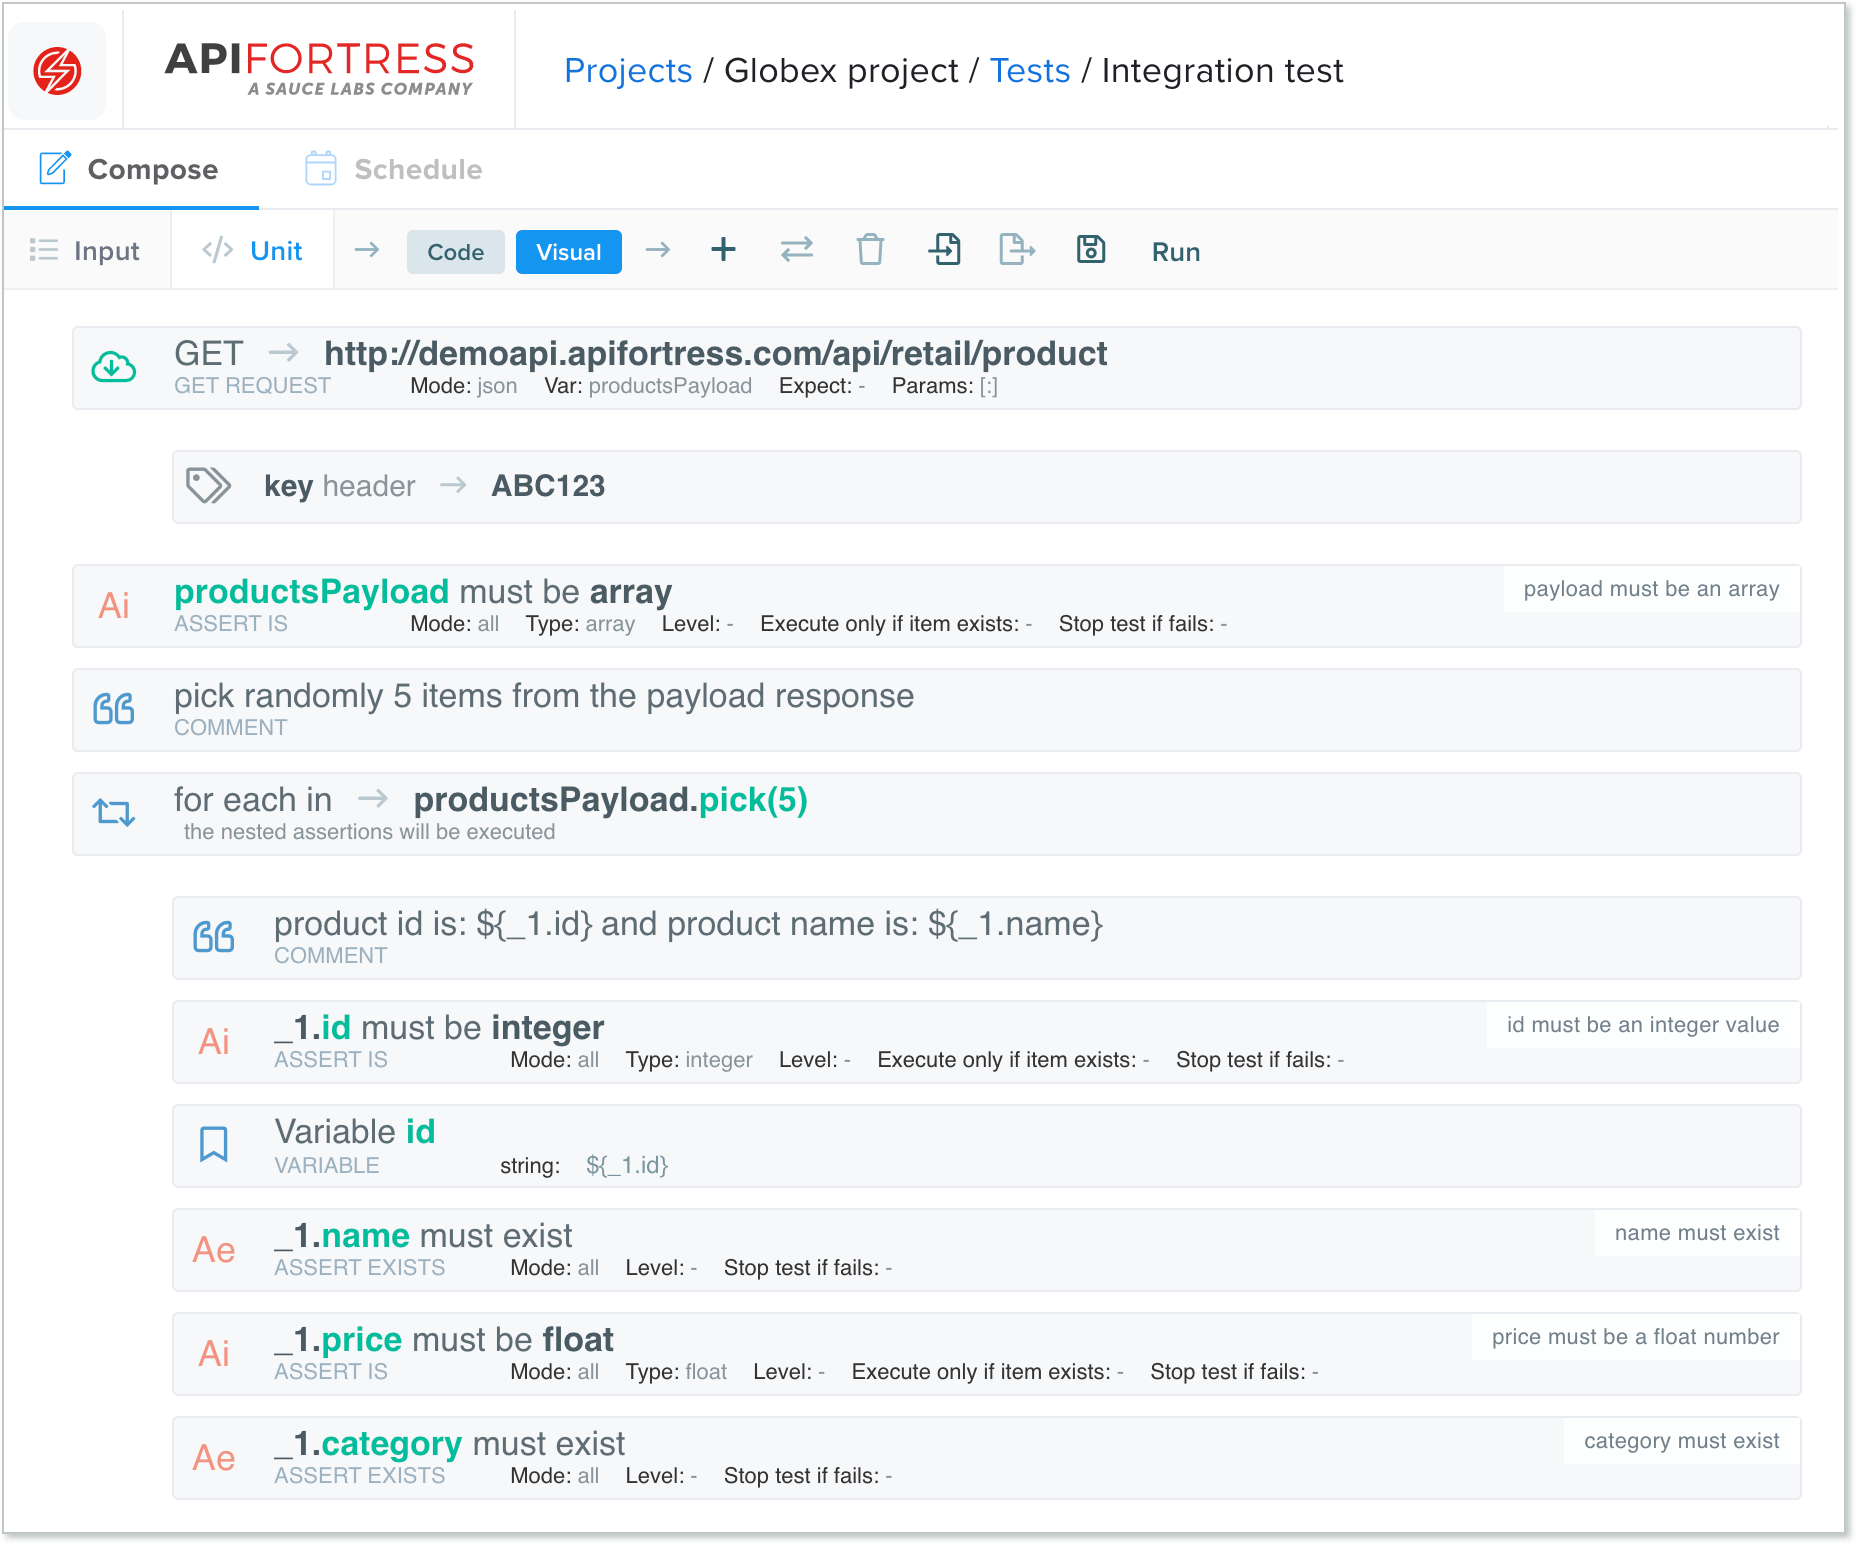 APIFORTRESS
A SAUCE LABS COMPANY
Projects / Globex project / Tests / Integration test
Compose Schedule
Input </> Unit → Code Visual → + Run
GET → http://demoapi.apifortress.com/api/retail/product
GET REQUEST Mode: json Var: productsPayload Expect: - Params: [:]
key header → ABC123
Ai productsPayload must be array payload must be an array
ASSERT IS Mode: all Type: array Level: - Execute only if item exists: - Stop test if fails: -
pick randomly 5 items from the payload response
COMMENT
for each in → productsPayload.pick(5)
the nested assertions will be executed
product id is: ${_1.id} and product name is: ${_1.name}
COMMENT
Ai _1.id must be integer id must be an integer value
ASSERT IS Mode: all Type: integer Level: - Execute only if item exists: - Stop test if fails: -
Variable id
VARIABLE string: ${_1.id}
Ae _1.name must exist name must exist
ASSERT EXISTS Mode: all Level: - Stop test if fails: -
Ai _1.price must be float price must be a float number
ASSERT IS Mode: all Type: float Level: - Execute only if item exists: - Stop test if fails: -
Ae _1.category must exist category must exist
ASSERT EXISTS Mode: all Level: - Stop test if fails: -